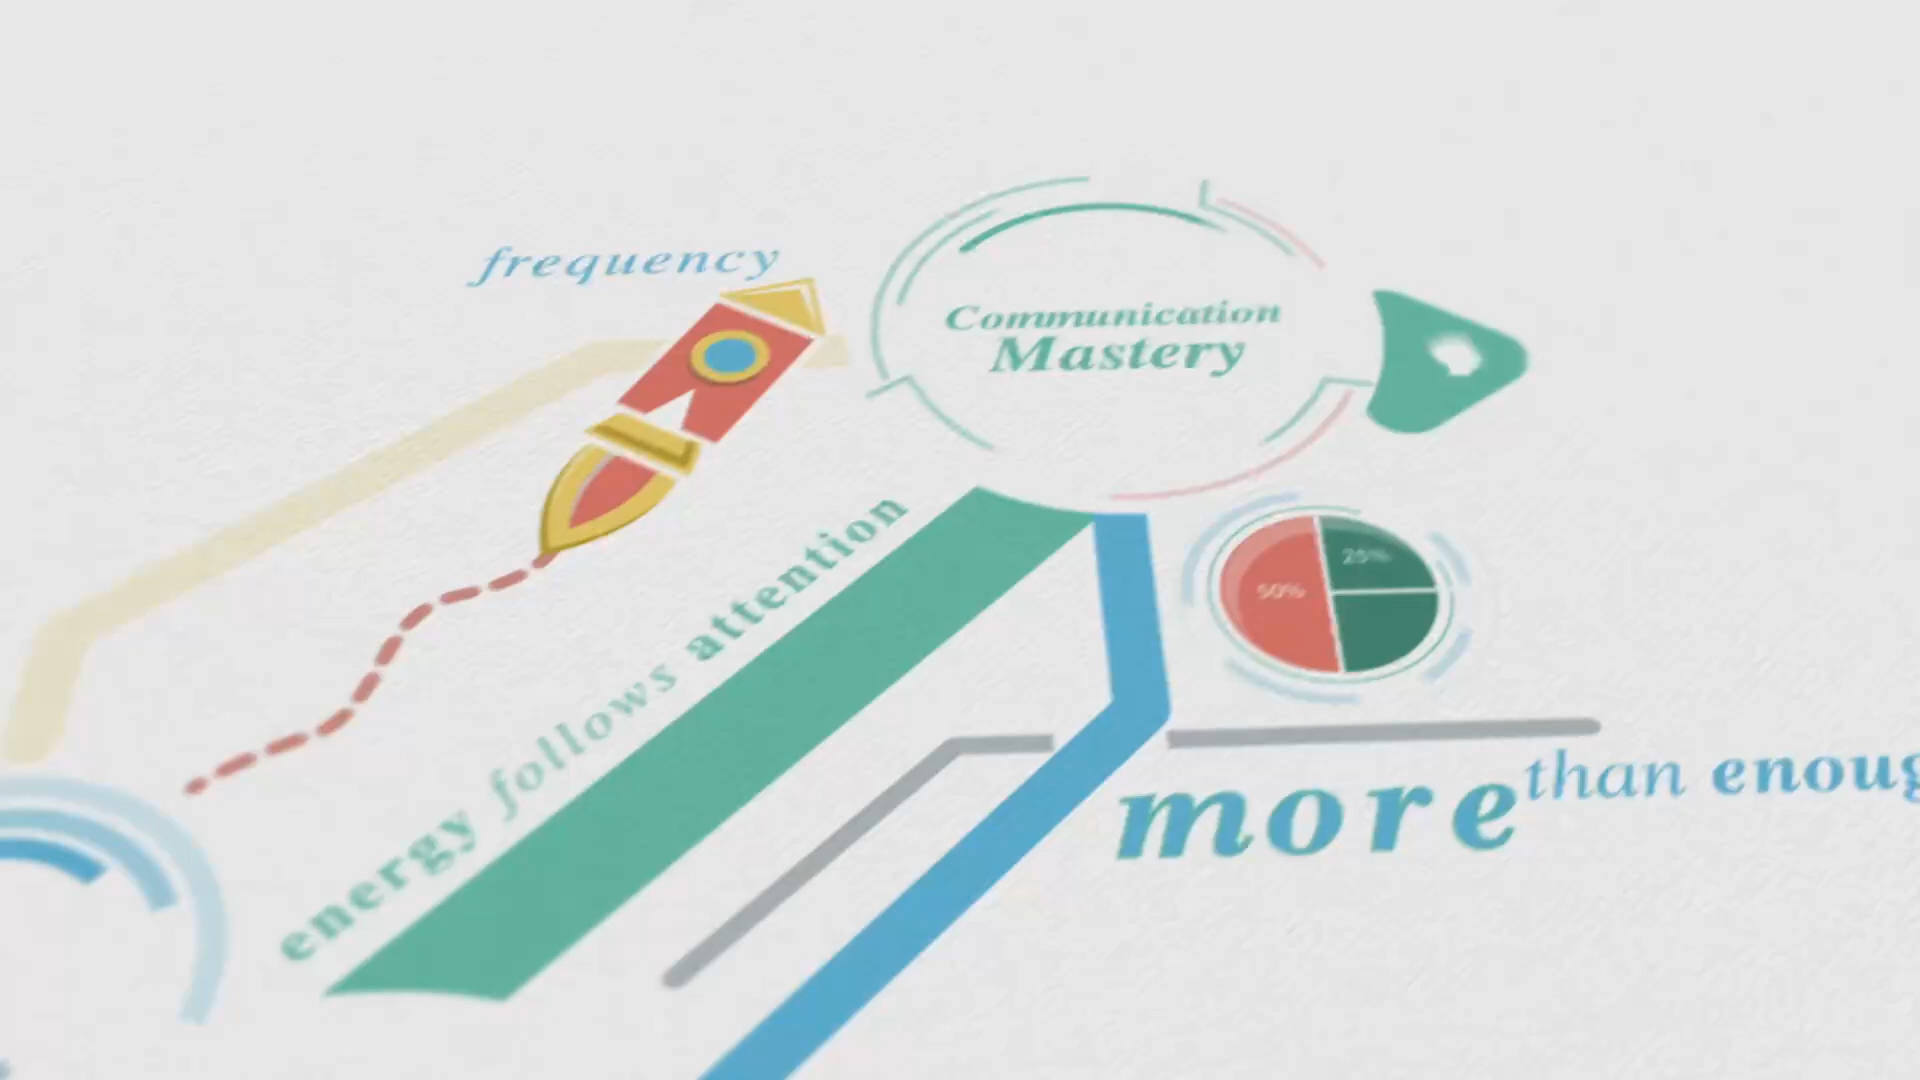 frequency
Communication
Mastery
energy follows attention
50%
25%
more than enoug